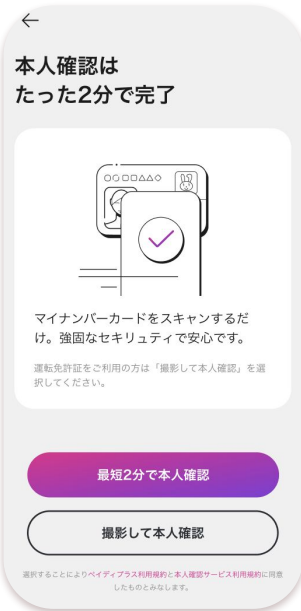 本人確認は
たった2分で完了
マイナンバーカードをスキャンするだ
け。強固なセキュリティで安心です。
運転免許証をご利用の方は「撮影して本人確認」を選
択してください。
最短2分で本人確認
撮影して本人確認
選択することによりペイディプラス利用規約と本人確認サービス利用規約に同意
したものとみなします。